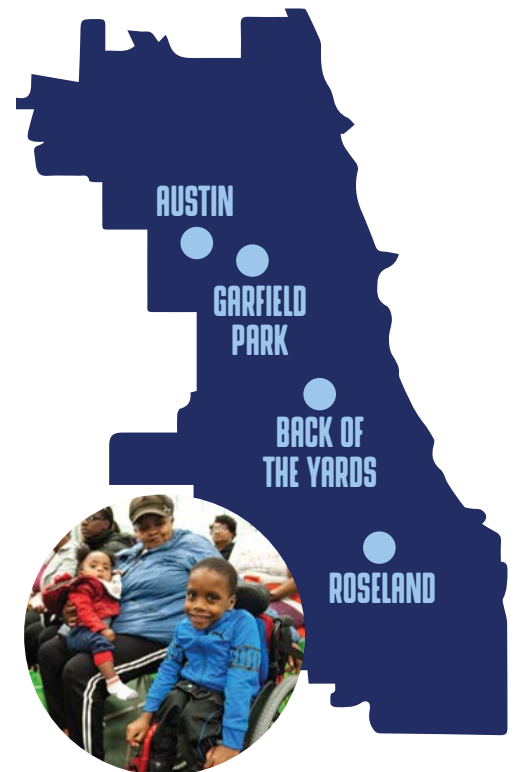 AUSTIN
GARFIELD
PARK
BACK OF
THE YARDS
ROSELAND